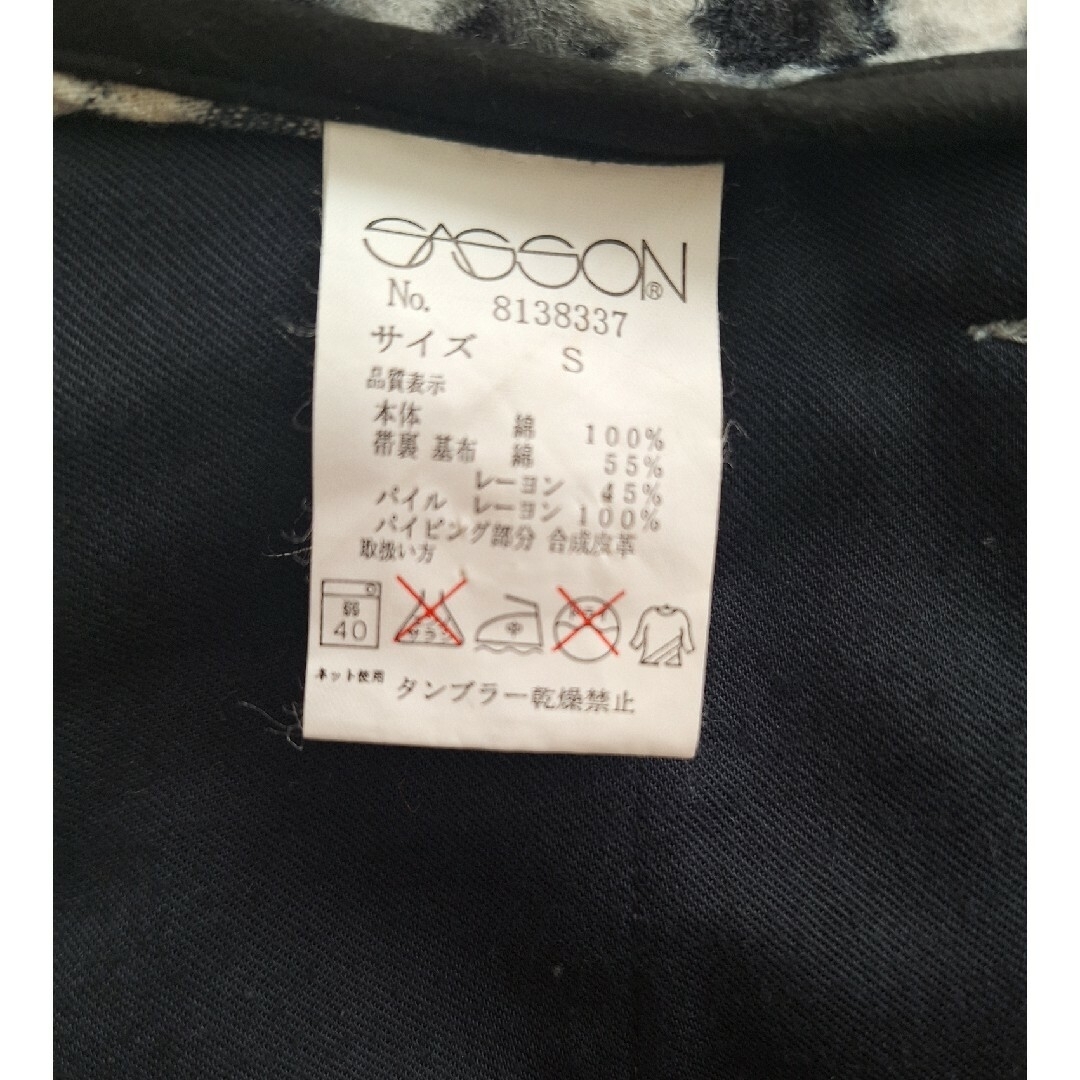 SASSON®
No. 8138337
サイズ S
品質表示
本体 綿 100%
帯裏 基布 綿 55%
レーヨン 45%
パイル レーヨン 100%
パイピング部分 合成皮革
取扱い方
弱
40
ネット使用
タンブラー乾燥禁止